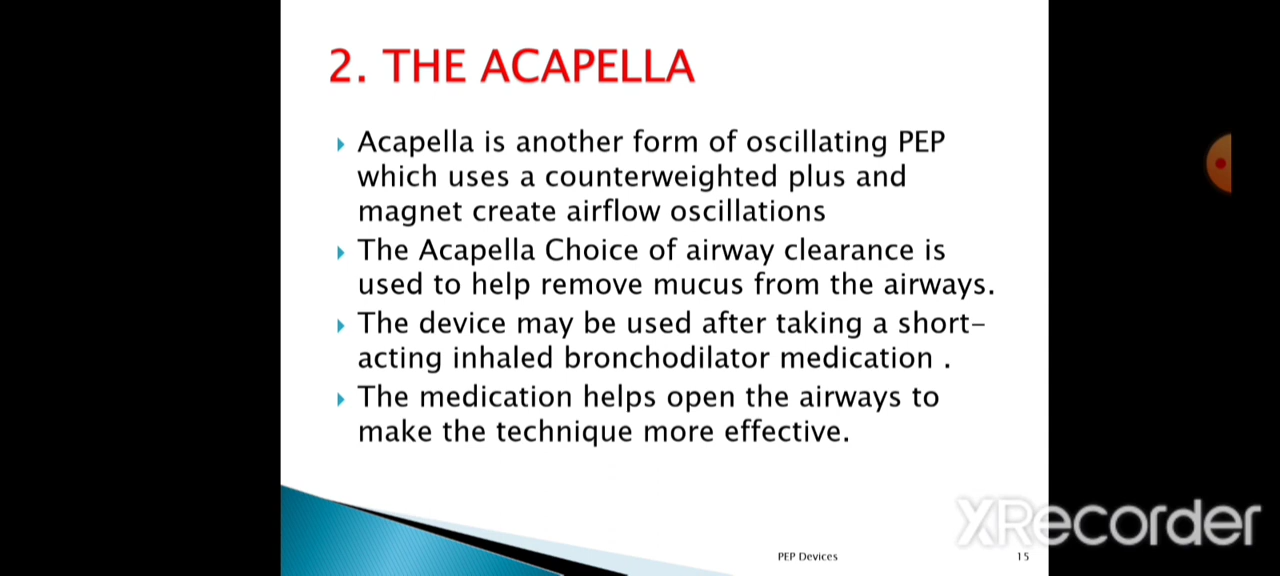 2. THE ACAPELLA
Acapella is another form of oscillating PEP
which uses a counterweighted plus and
magnet create airflow oscillations
The Acapella Choice of airway clearance is
used to help remove mucus from the airways.
The device may be used after taking a short-
acting inhaled bronchodilator medication .
The medication helps open the airways to
make the technique more effective.
XRecorder
PEP Devices
15